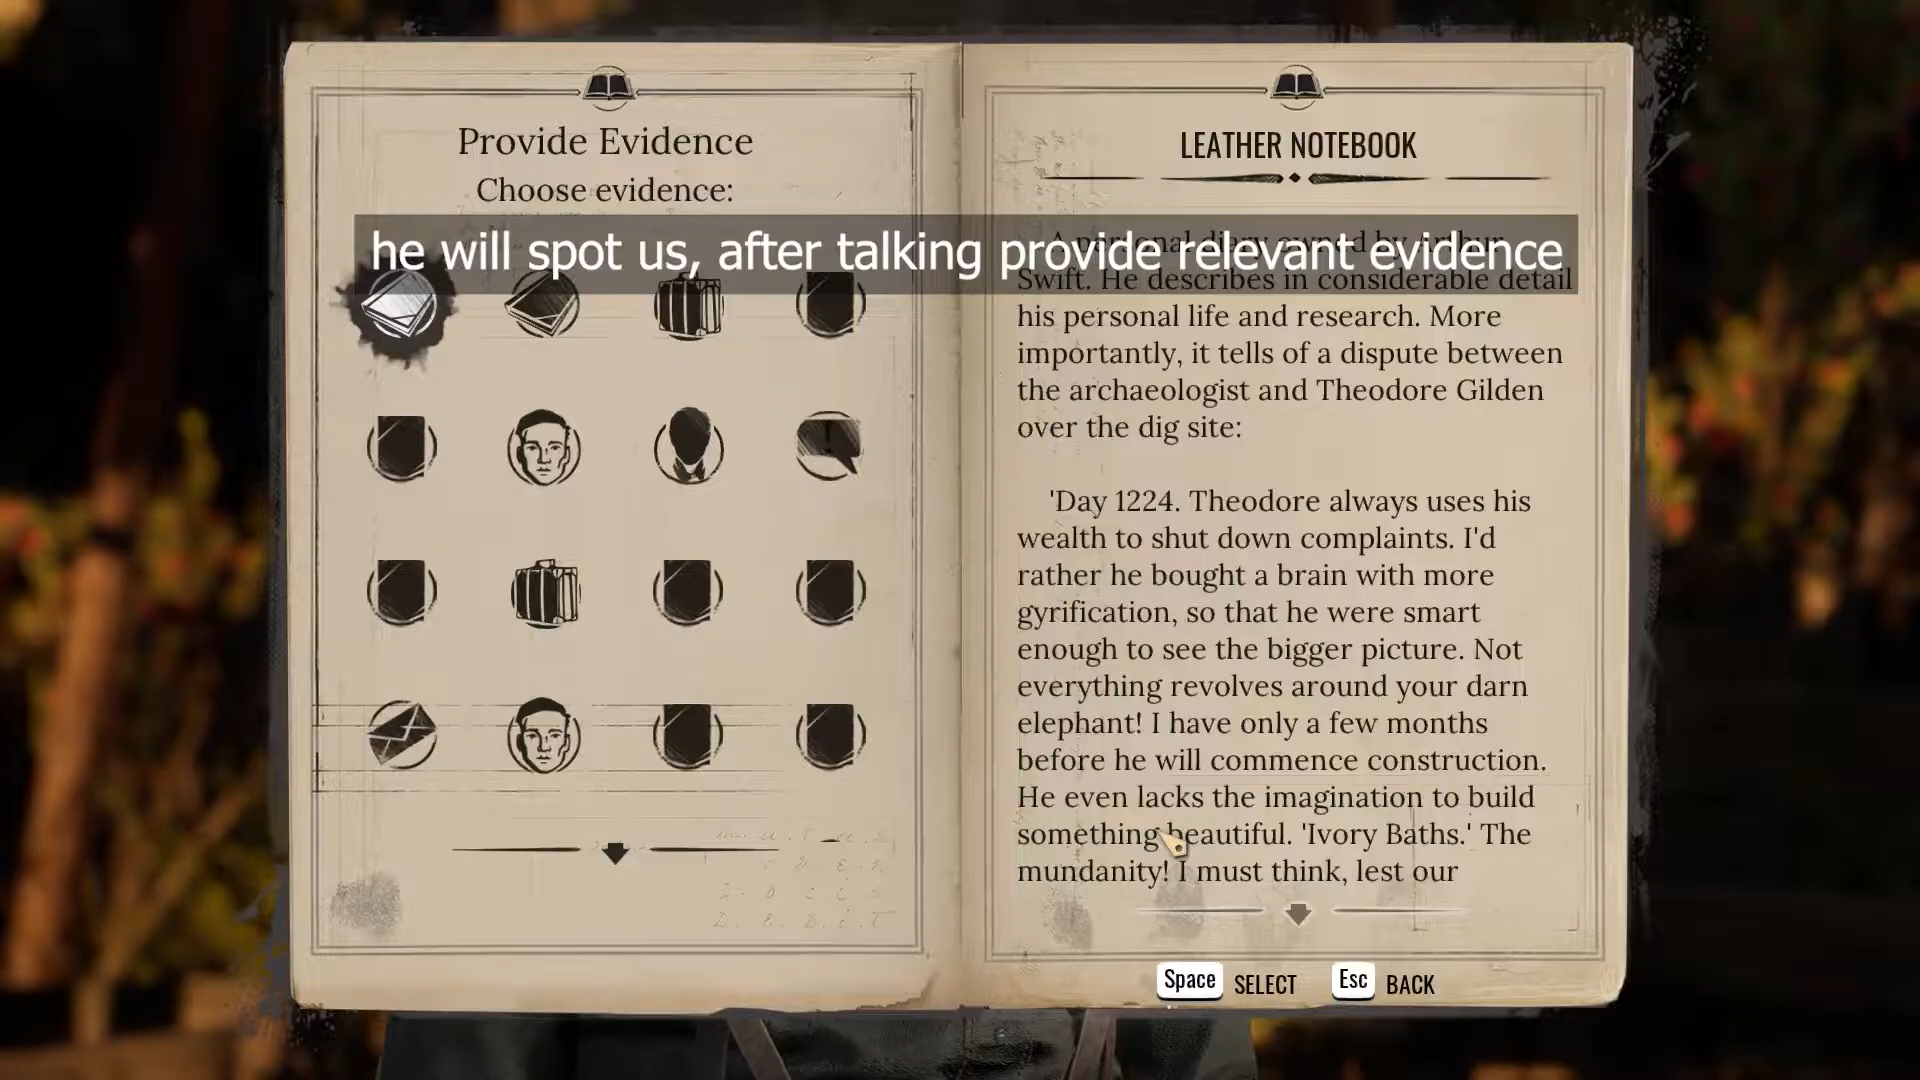 Provide Evidence
Choose evidence:
he will spot us, after talking provide relevant evidence
LEATHER NOTEBOOK
A personal diary owned by Arthur
Swift. He describes in considerable detail
his personal life and research. More
importantly, it tells of a dispute between
the archaeologist and Theodore Gilden
over the dig site:
'Day 1224. Theodore always uses his
wealth to shut down complaints. I'd
rather he bought a brain with more
gyrification, so that he were smart
enough to see the bigger picture. Not
everything revolves around your darn
elephant! I have only a few months
before he will commence construction.
He even lacks the imagination to build
something beautiful. 'Ivory Baths.' The
mundanity! I must think, lest our
Space SELECT Esc BACK